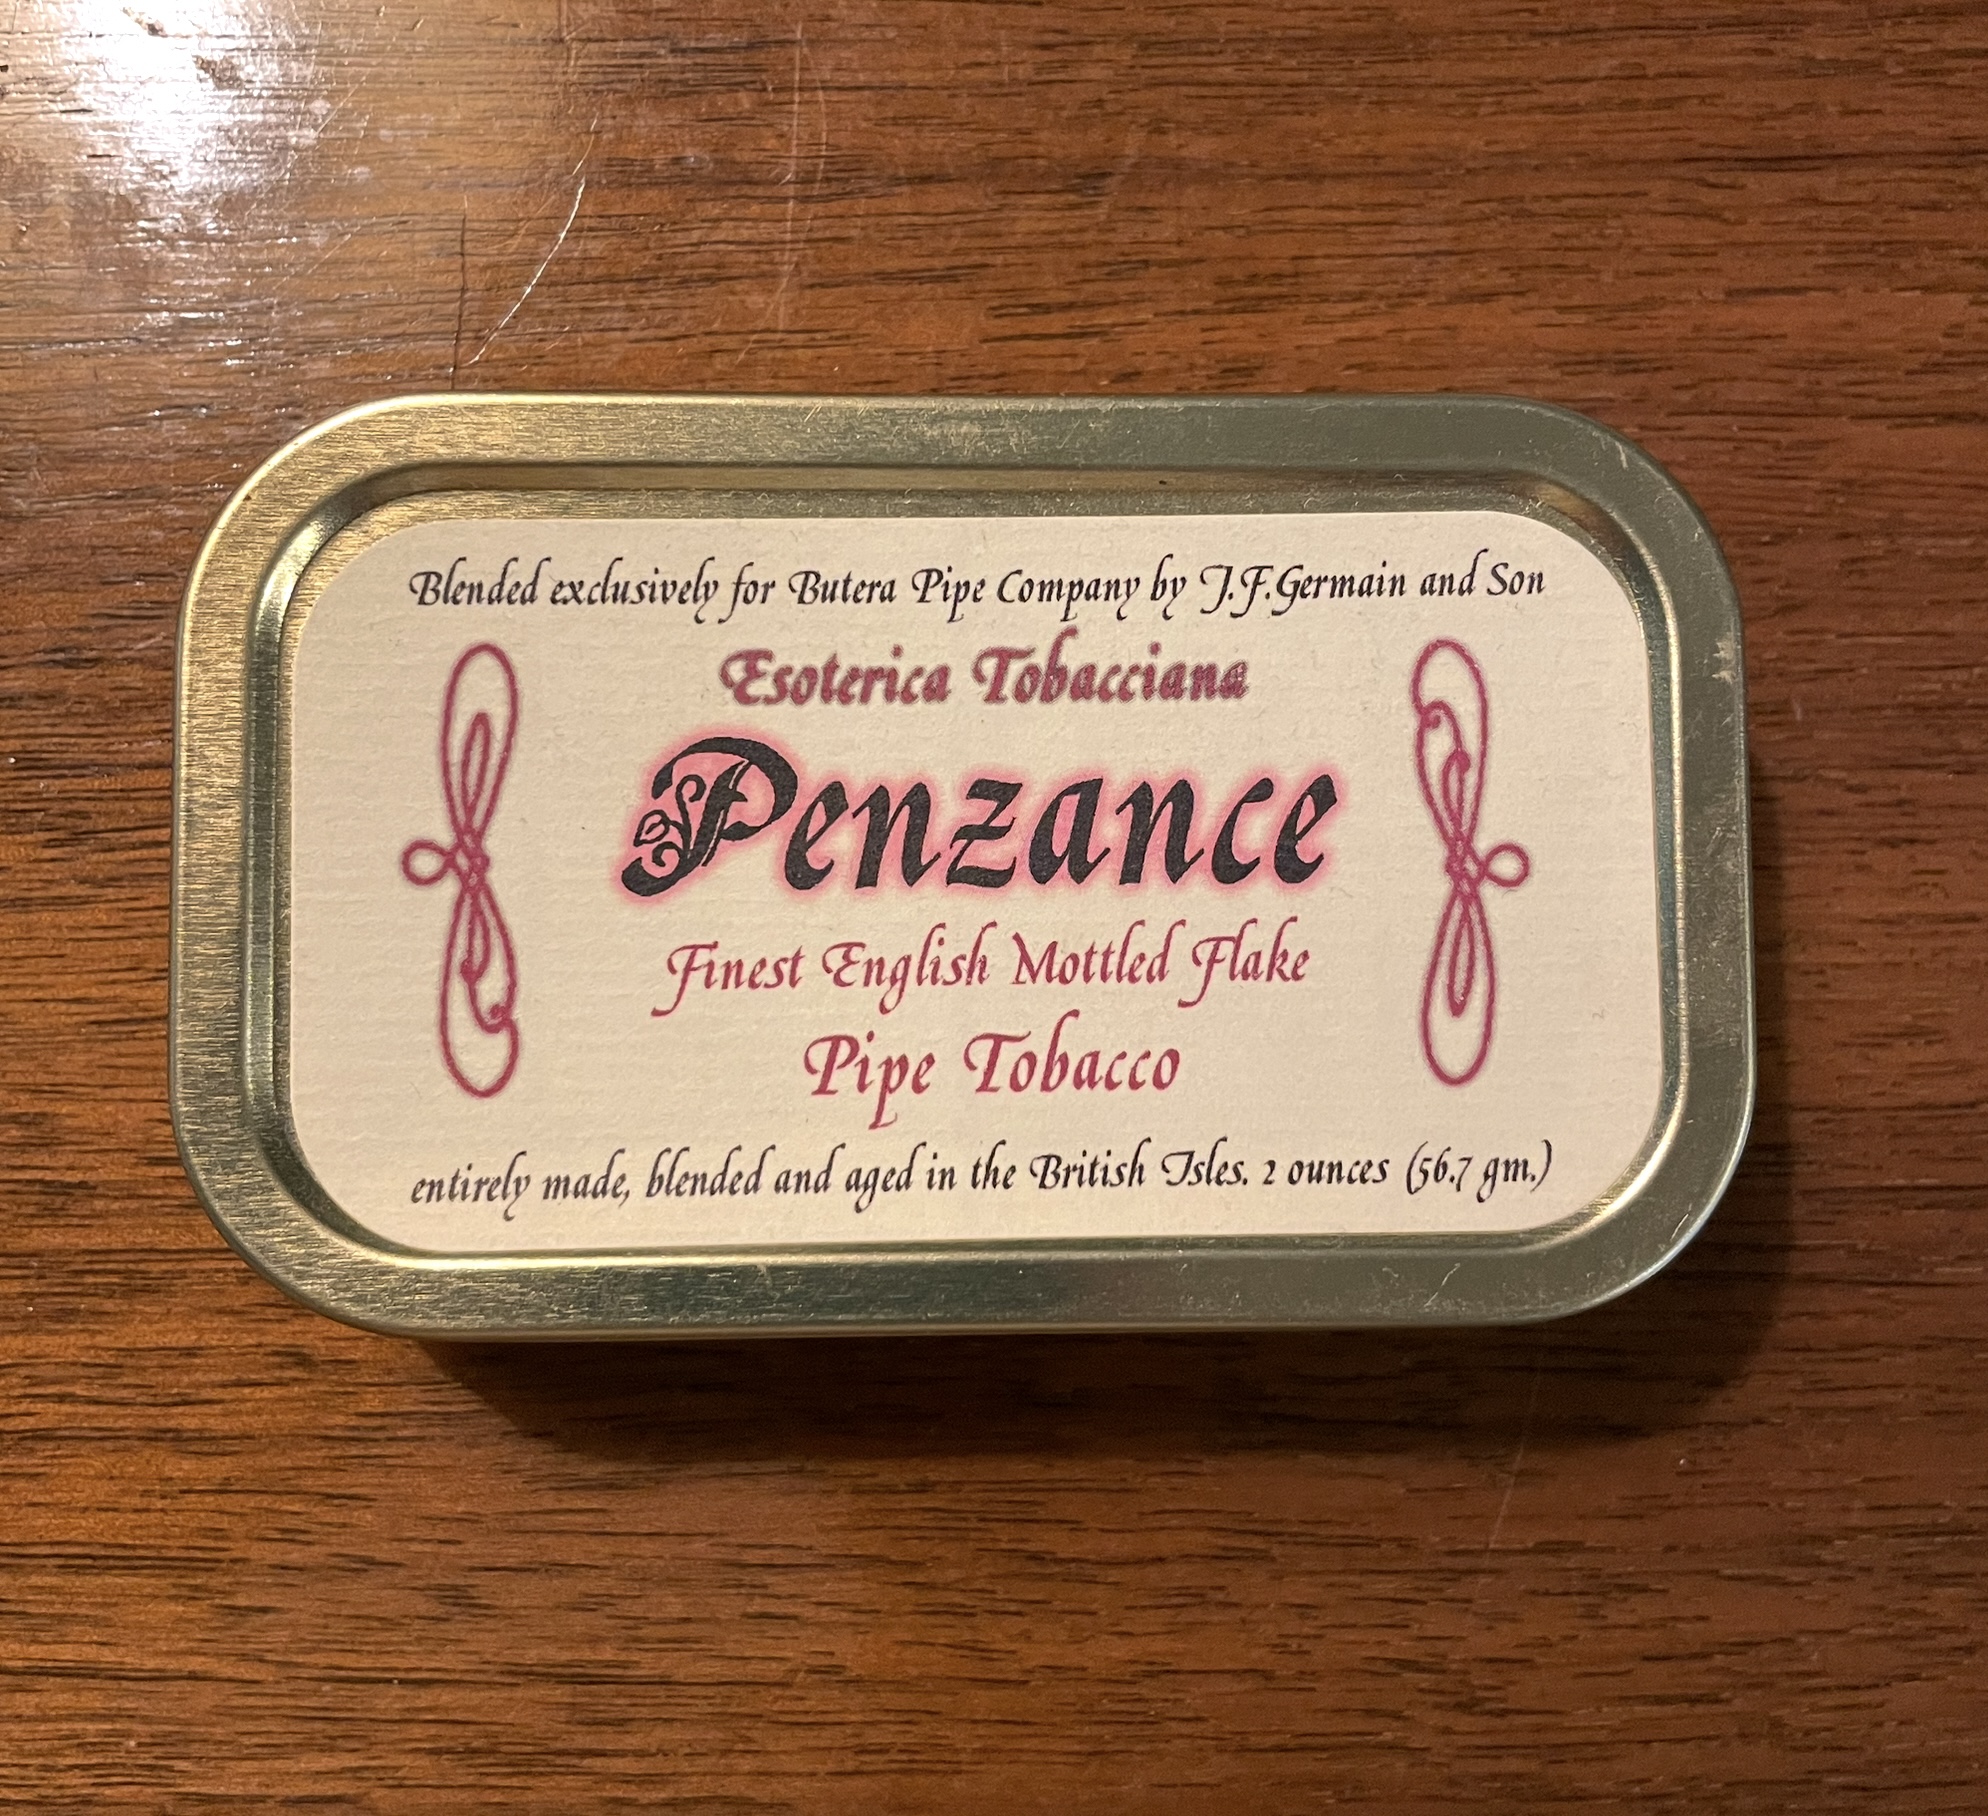 Blended exclusively for Butera Pipe Company by J.F.Germain and Son
Esoterica Tobacciana
Penzance
Finest English Mottled Flake
Pipe Tobacco
entirely made, blended and aged in the British Isles. 2 ounces (56.7 gm.)